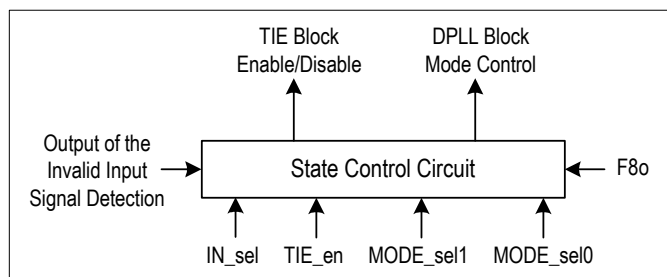 TIE Block
Enable/Disable
DPLL Block
Mode Control
Output of the
Invalid Input
Signal Detection
State Control Circuit
F8o
IN_sel
TIE_en
MODE_sel1
MODE_sel0